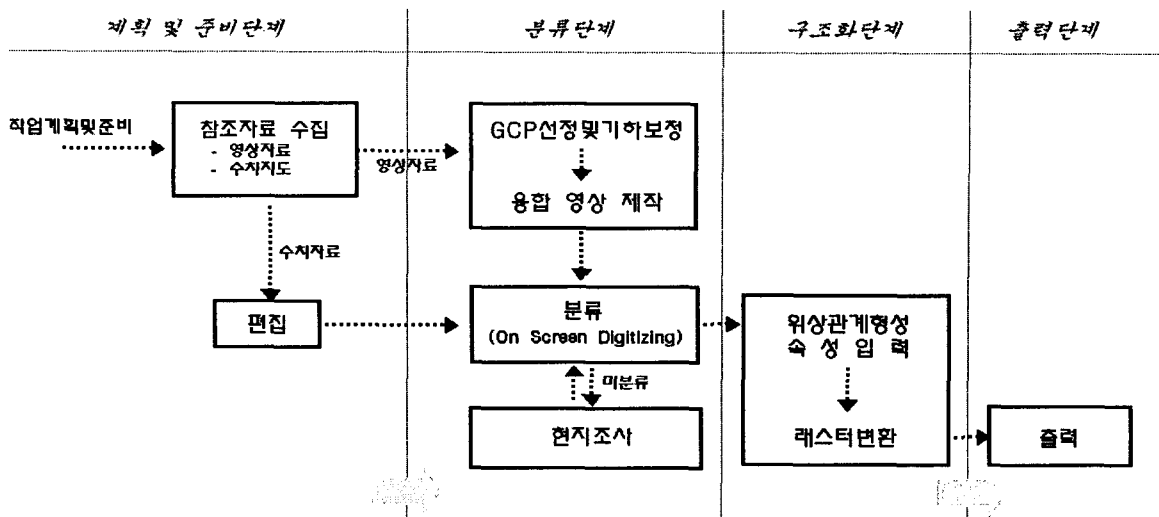 계획 및 준비단계
분류단계
구조화단계
출력단계
작업계획및준비
참조자료 수집
- 영상자료
- 수치지도
영상자료
GCP선정및기하보정
융합 영상 제작
수치자료
편집
분류
(On Screen Digitizing)
미분류
현지조사
위상관계형성
속 성 입 력
래스터변환
출력